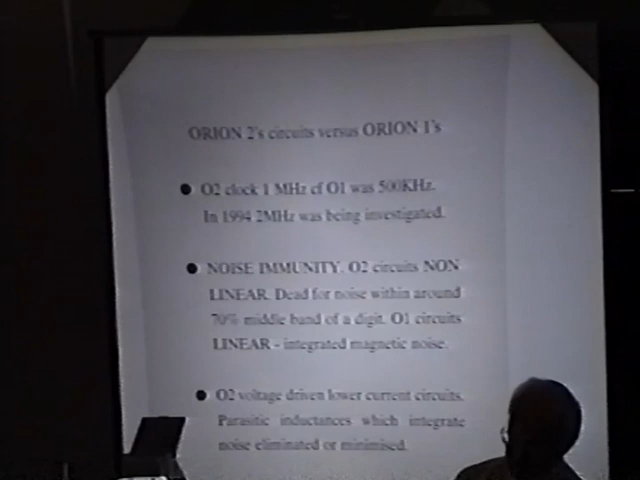 ORION 2's circuits versus ORION 1's
O2 clock 1 MHz cf O1 was 500KHz.
In 1994 2MHz was being investigated.
NOISE IMMUNITY. O2 circuits NON
LINEAR. Dead for noise within around
70% middle band of a digit. O1 circuits
LINEAR - integrated magnetic noise.
O2 voltage driven lower current circuits.
Parasitic inductances which integrate
noise eliminated or minimised.